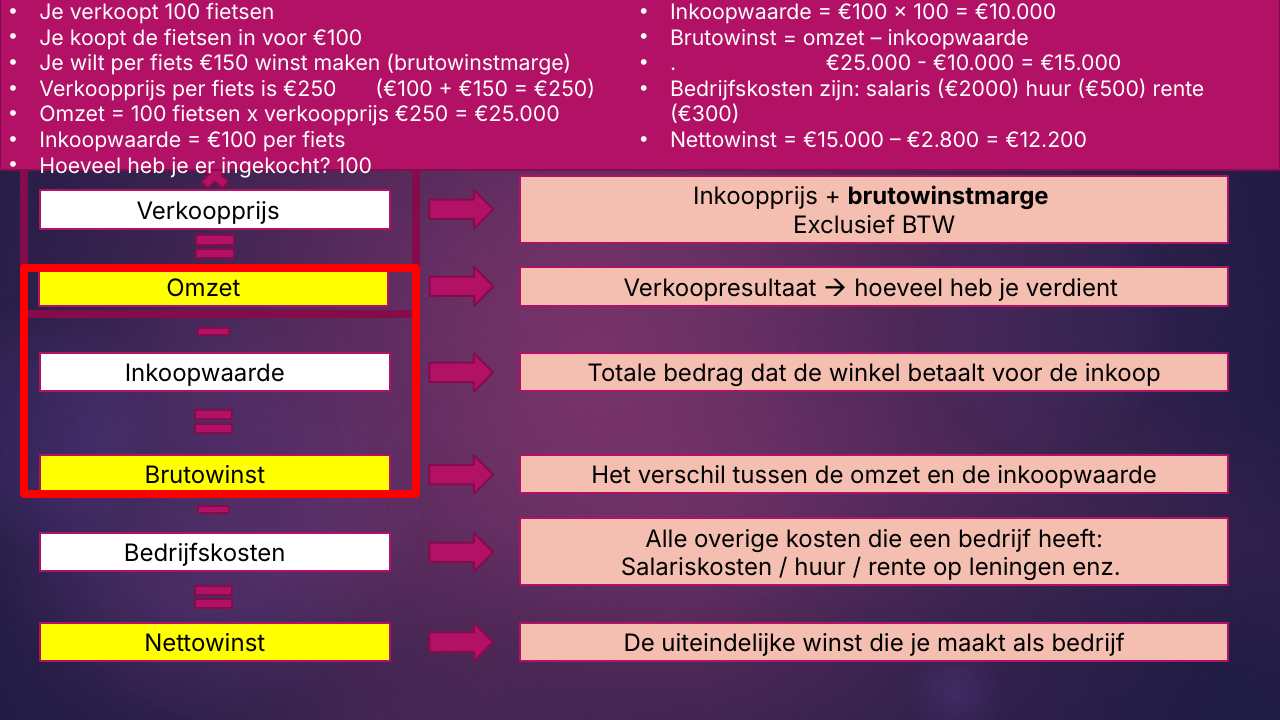 • Je verkoopt 100 fietsen
• Je koopt de fietsen in voor €100
• Je wilt per fiets €150 winst maken (brutowinstmarge)
• Verkoopprijs per fiets is €250 (€100 + €150 = €250)
• Omzet = 100 fietsen x verkoopprijs €250 = €25.000
• Inkoopwaarde = €100 per fiets
• Hoeveel heb je er ingekocht? 100
• Inkoopwaarde = €100 × 100 = €10.000
• Brutowinst = omzet – inkoopwaarde
• . €25.000 - €10.000 = €15.000
• Bedrijfskosten zijn: salaris (€2000) huur (€500) rente
(€300)
• Nettowinst = €15.000 – €2.800 = €12.200
Verkoopprijs
Inkoopprijs + brutowinstmarge
Exclusief BTW
Omzet
Verkoopresultaat → hoeveel heb je verdient
Inkoopwaarde
Totale bedrag dat de winkel betaalt voor de inkoop
Brutowinst
Het verschil tussen de omzet en de inkoopwaarde
Bedrijfskosten
Alle overige kosten die een bedrijf heeft:
Salariskosten / huur / rente op leningen enz.
Nettowinst
De uiteindelijke winst die je maakt als bedrijf